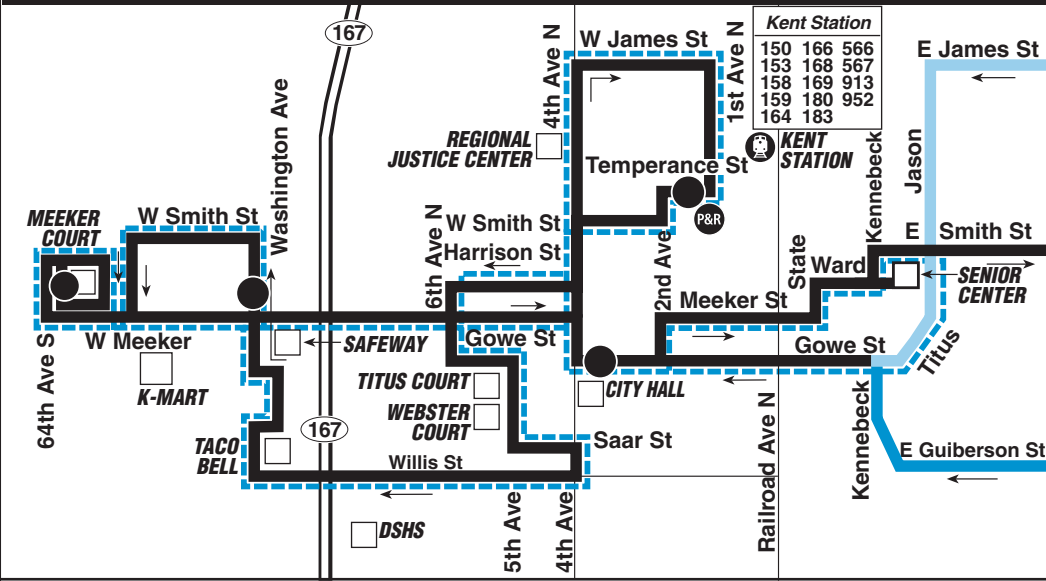 167
4th Ave N
W James St
1st Ave N
Kent Station
150 166 566
153 168 567
158 169 913
159 180 952
164 183
E James St
Washington Ave
REGIONAL
JUSTICE CENTER
KENT
STATION
Temperance St
P&R
Kennebeck
Jason
MEEKER
COURT
W Smith St
6th Ave N
W Smith St
Harrison St
2nd Ave
State
Ward
E Smith St
SENIOR
CENTER
Meeker St
64th Ave S
W Meeker
SAFEWAY
Gowe St
Gowe St
Titus
K-MART
TITUS COURT
WEBSTER
COURT
CITY HALL
Railroad Ave N
Kennebeck
TACO
BELL
167
Willis St
Saar St
E Guiberson St
DSHS
5th Ave
4th Ave